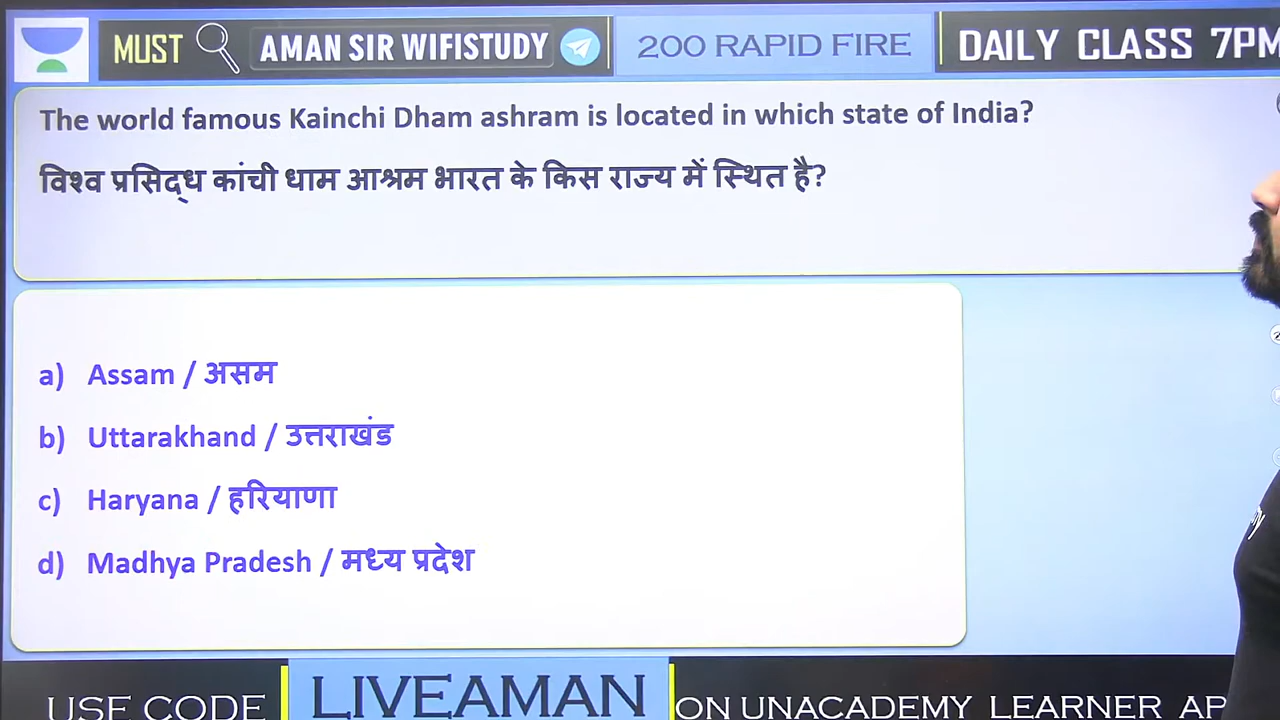 MUST AMAN SIR WIFISTUDY 200 RAPID FIRE DAILY CLASS 7PM
The world famous Kainchi Dham ashram is located in which state of India?
विश्व प्रसिद्ध कांची धाम आश्रम भारत के किस राज्य में स्थित है?
a) Assam / असम
b) Uttarakhand / उत्तराखंड
c) Haryana / हरियाणा
d) Madhya Pradesh / मध्य प्रदेश
USE CODE LIVEAMAN ON UNACADEMY LEARNER AP